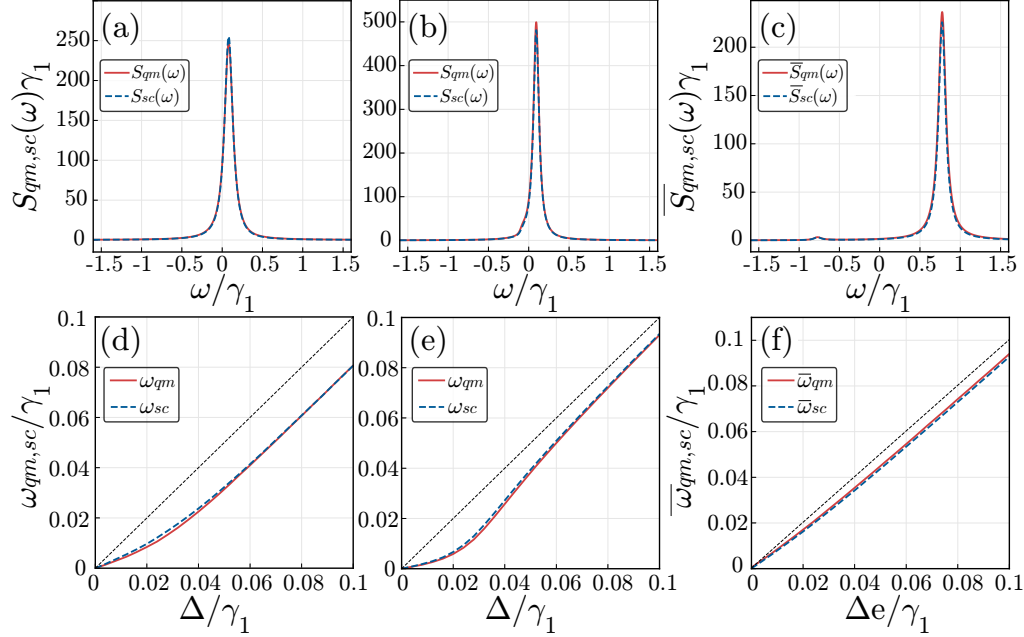 (a)
S_qm(ω)
S_sc(ω)
250
200
150
100
50
0
-1.5 -1 -0.5 0 0.5 1 1.5
ω/γ_1
S_qm,sc(ω)γ_1
(b)
S_qm(ω)
S_sc(ω)
500
400
300
200
100
0
-1.5 -1 -0.5 0 0.5 1 1.5
ω/γ_1
(c)
S̅_qm(ω)
S̅_sc(ω)
200
150
100
50
0
-1.5 -1 -0.5 0 0.5 1 1.5
ω/γ_1
S̅_qm,sc(ω)γ_1
(d)
ω_qm
ω_sc
0.1
0.08
0.06
0.04
0.02
0
0 0.02 0.04 0.06 0.08 0.1
Δ/γ_1
ω_qm,sc/γ_1
(e)
ω_qm
ω_sc
0.1
0.08
0.06
0.04
0.02
0
0 0.02 0.04 0.06 0.08 0.1
Δ/γ_1
(f)
ω̅_qm
ω̅_sc
0.1
0.08
0.06
0.04
0.02
0
0 0.02 0.04 0.06 0.08 0.1
Δe/γ_1
ω̅_qm,sc/γ_1